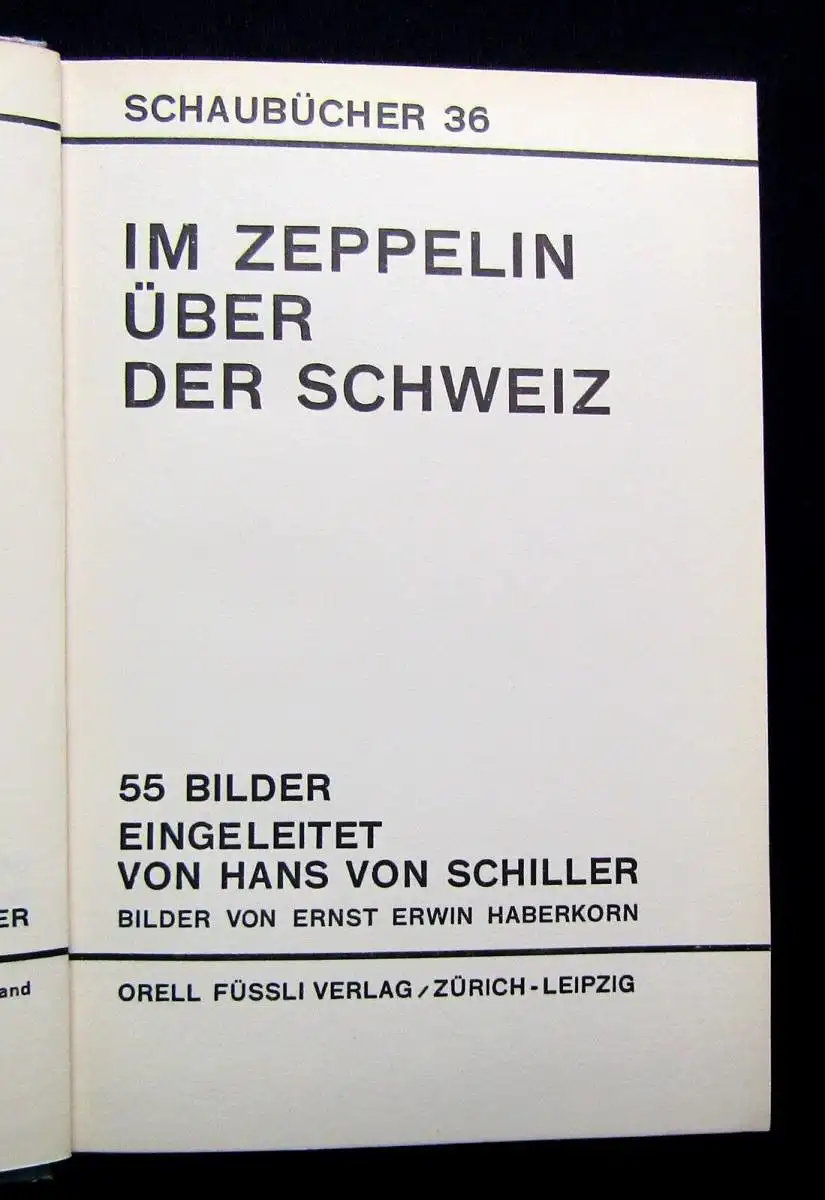 SCHAUBÜCHER 36
IM ZEPPELIN
ÜBER
DER SCHWEIZ
55 BILDER
EINGELEITET
VON HANS VON SCHILLER
BILDER VON ERNST ERWIN HABERKORN
ORELL FÜSSLI VERLAG/ZÜRICH-LEIPZIG